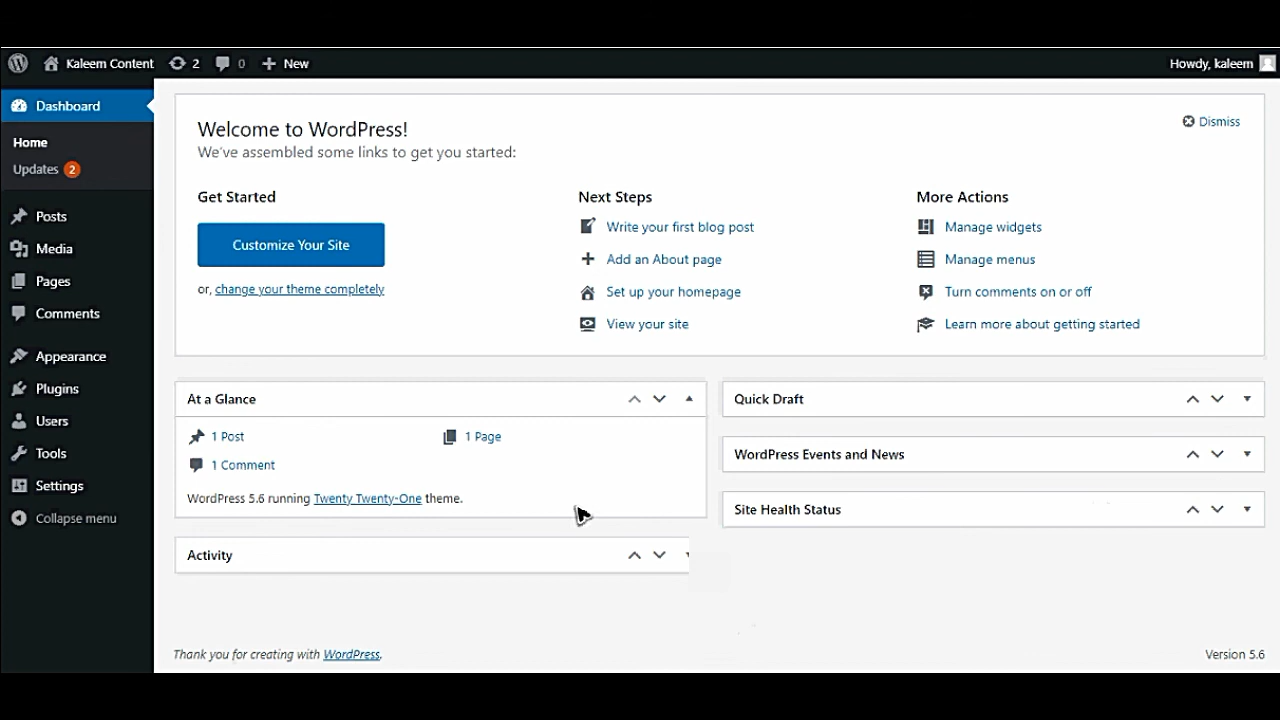 Kaleem Content 2 0 New Howdy, kaleem
Dashboard
Home
Updates 2
Posts
Media
Pages
Comments
Appearance
Plugins
Users
Tools
Settings
Collapse menu
Welcome to WordPress!
We've assembled some links to get you started:
Dismiss
Get Started
Customize Your Site
or, change your theme completely
Next Steps
Write your first blog post
Add an About page
Set up your homepage
View your site
More Actions
Manage widgets
Manage menus
Turn comments on or off
Learn more about getting started
At a Glance
1 Post 1 Page
1 Comment
WordPress 5.6 running Twenty Twenty-One theme.
Activity
Quick Draft
WordPress Events and News
Site Health Status
Thank you for creating with WordPress. Version 5.6